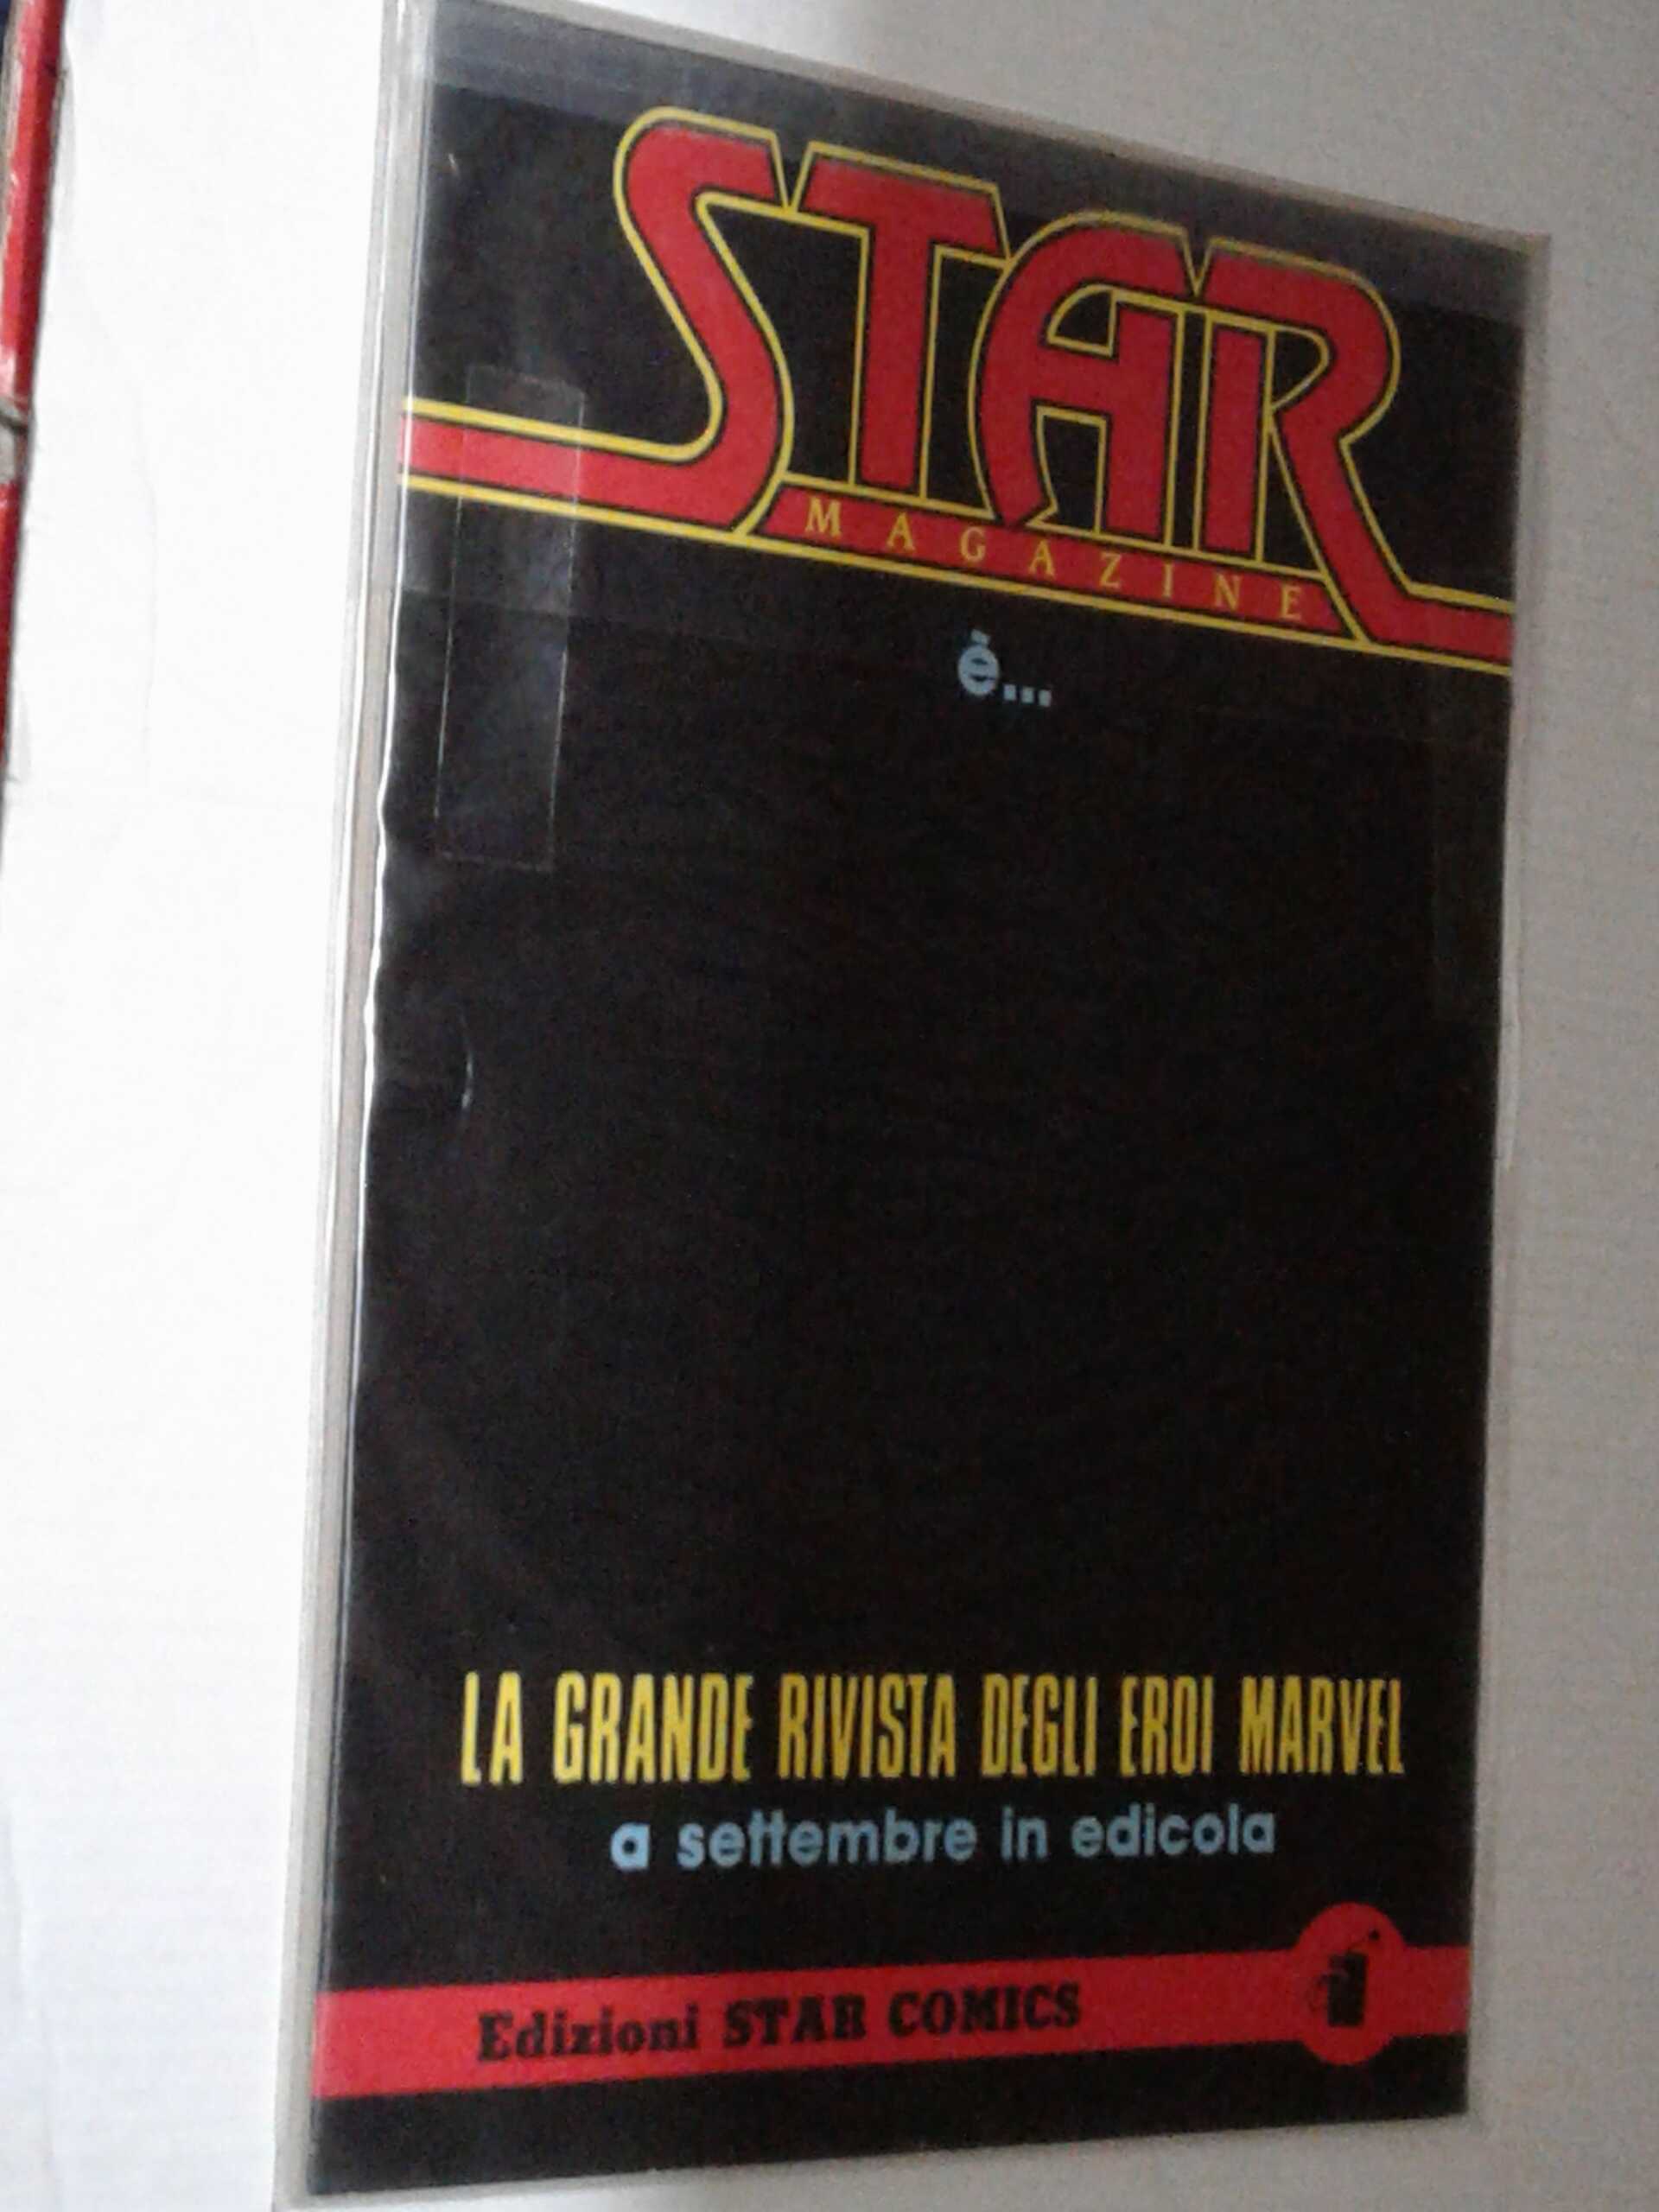 STAR
MAGAZINE
è...
LA GRANDE RIVISTA DEGLI EROI MARVEL
a settembre in edicola
Edizioni STAR COMICS